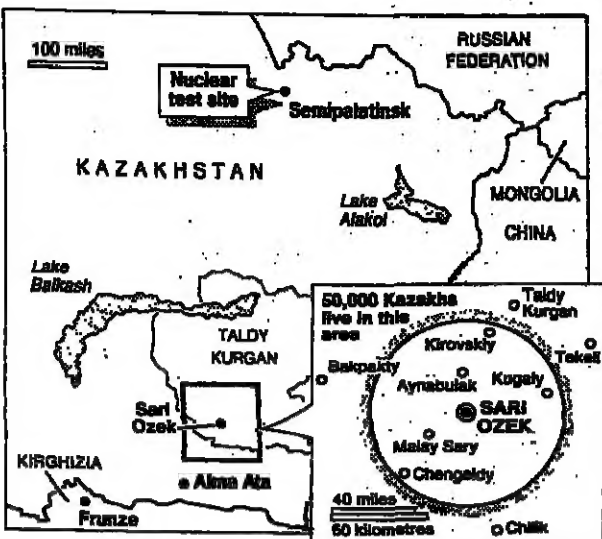 100 miles
RUSSIAN
FEDERATION
Nuclear
test site
Semipalatinsk
KAZAKHSTAN
MONGOLIA
Lake
Alakol
CHINA
Lake
Balkash
TALDY
KURGAN
Sari
Ozek
KIRGHIZIA
Alma Ata
Frunze
50,000 Kazakhs
live in this
area
Taldy
Kurgan
Kirovskiy
Tekeli
Bakpakty
Aynabulak
Kugaly
SARI
OZEK
Malay Sary
Chengeldy
40 miles
60 kilometres
Chilik